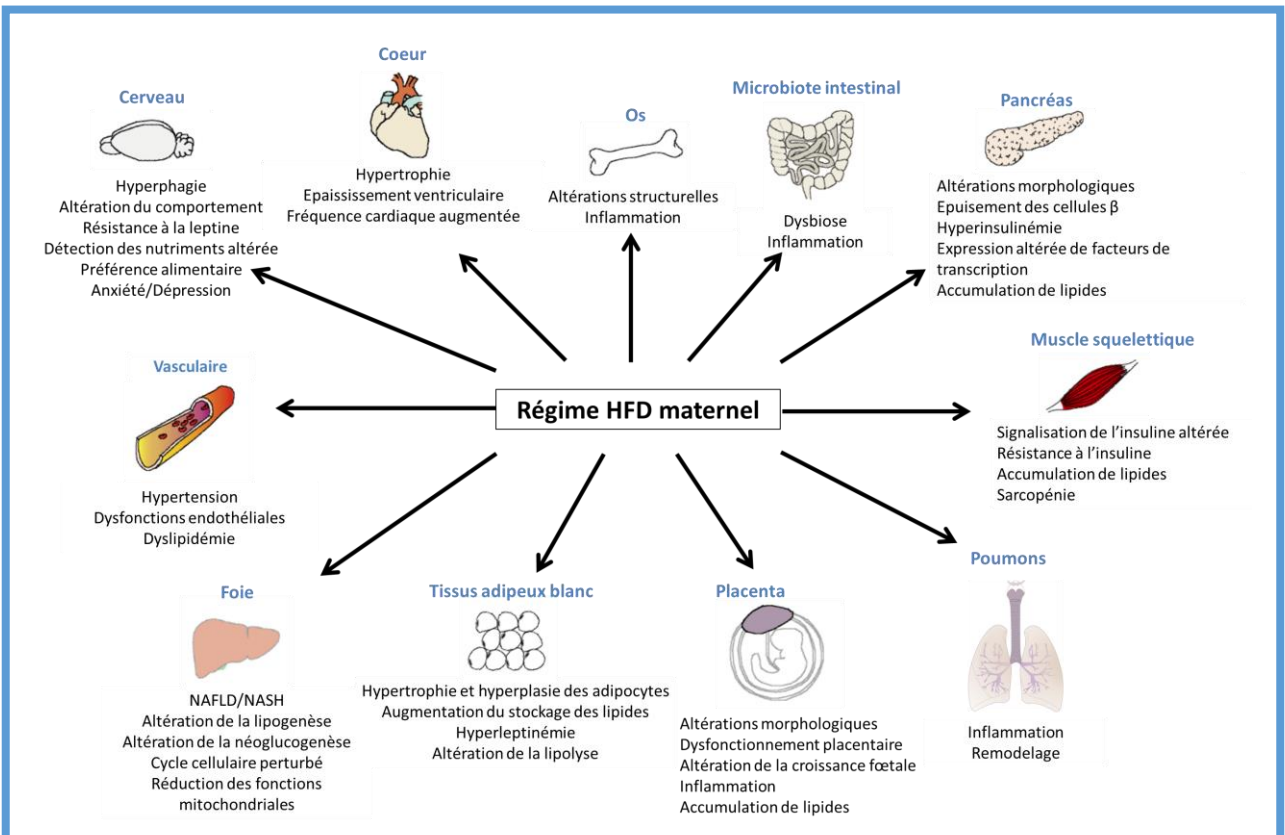 Cerveau
Hyperphagie
Altération du comportement
Résistance à la leptine
Détection des nutriments altérée
Préférence alimentaire
Anxiété/Dépression
Coeur
Hypertrophie
Epaississement ventriculaire
Fréquence cardiaque augmentée
Os
Altérations structurelles
Inflammation
Microbiote intestinal
Dysbiose
Inflammation
Pancréas
Altérations morphologiques
Epuisement des cellules β
Hyperinsulinémie
Expression altérée de facteurs de
transcription
Accumulation de lipides
Vasculaire
Hypertension
Dysfonctions endothéliales
Dyslipidémie
Régime HFD maternel
Muscle squelettique
Signalisation de l’insuline altérée
Résistance à l’insuline
Accumulation de lipides
Sarcopénie
Foie
NAFLD/NASH
Altération de la lipogenèse
Altération de la néoglucogenèse
Cycle cellulaire perturbé
Réduction des fonctions
mitochondriales
Tissus adipeux blanc
Hypertrophie et hyperplasie des adipocytes
Augmentation du stockage des lipides
Hyperleptinémie
Altération de la lipolyse
Placenta
Altérations morphologiques
Dysfonctionnement placentaire
Altération de la croissance fœtale
Inflammation
Accumulation de lipides
Poumons
Inflammation
Remodelage